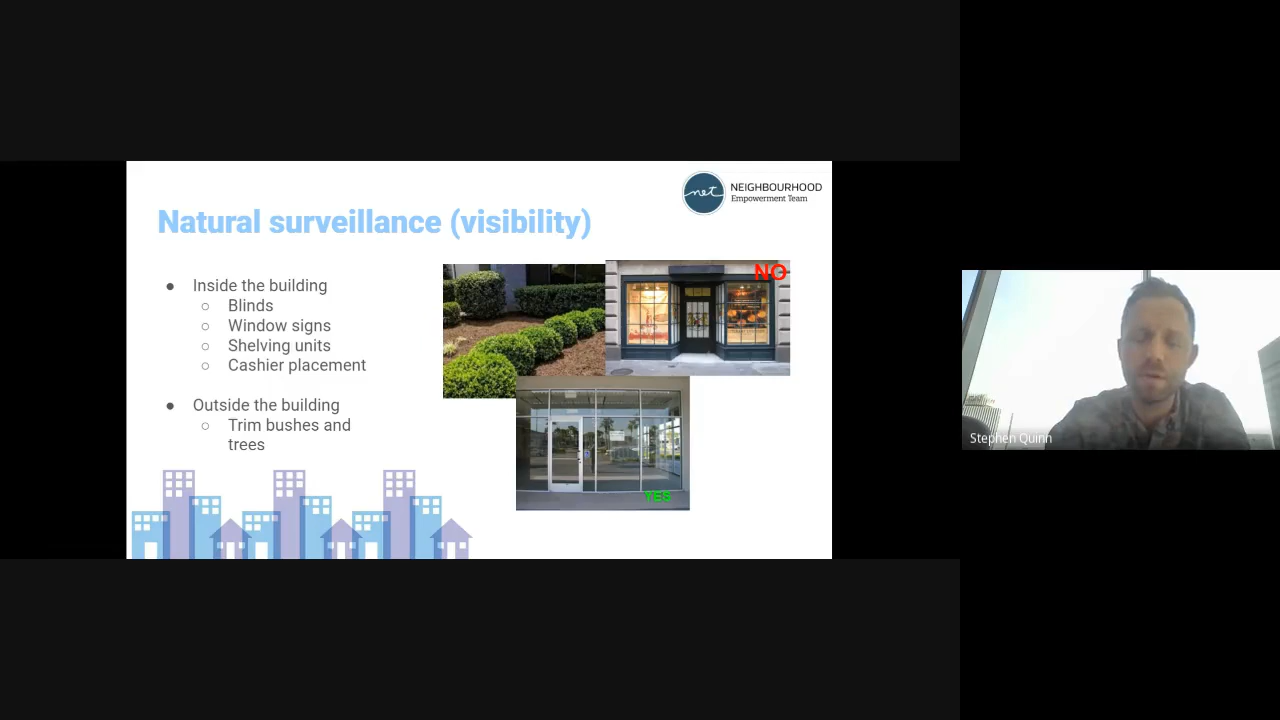 net
NEIGHBOURHOOD
Empowerment Team
Natural surveillance (visibility)
● Inside the building
○ Blinds
○ Window signs
○ Shelving units
○ Cashier placement
● Outside the building
○ Trim bushes and
trees
NO
YES
Stephen Quinn